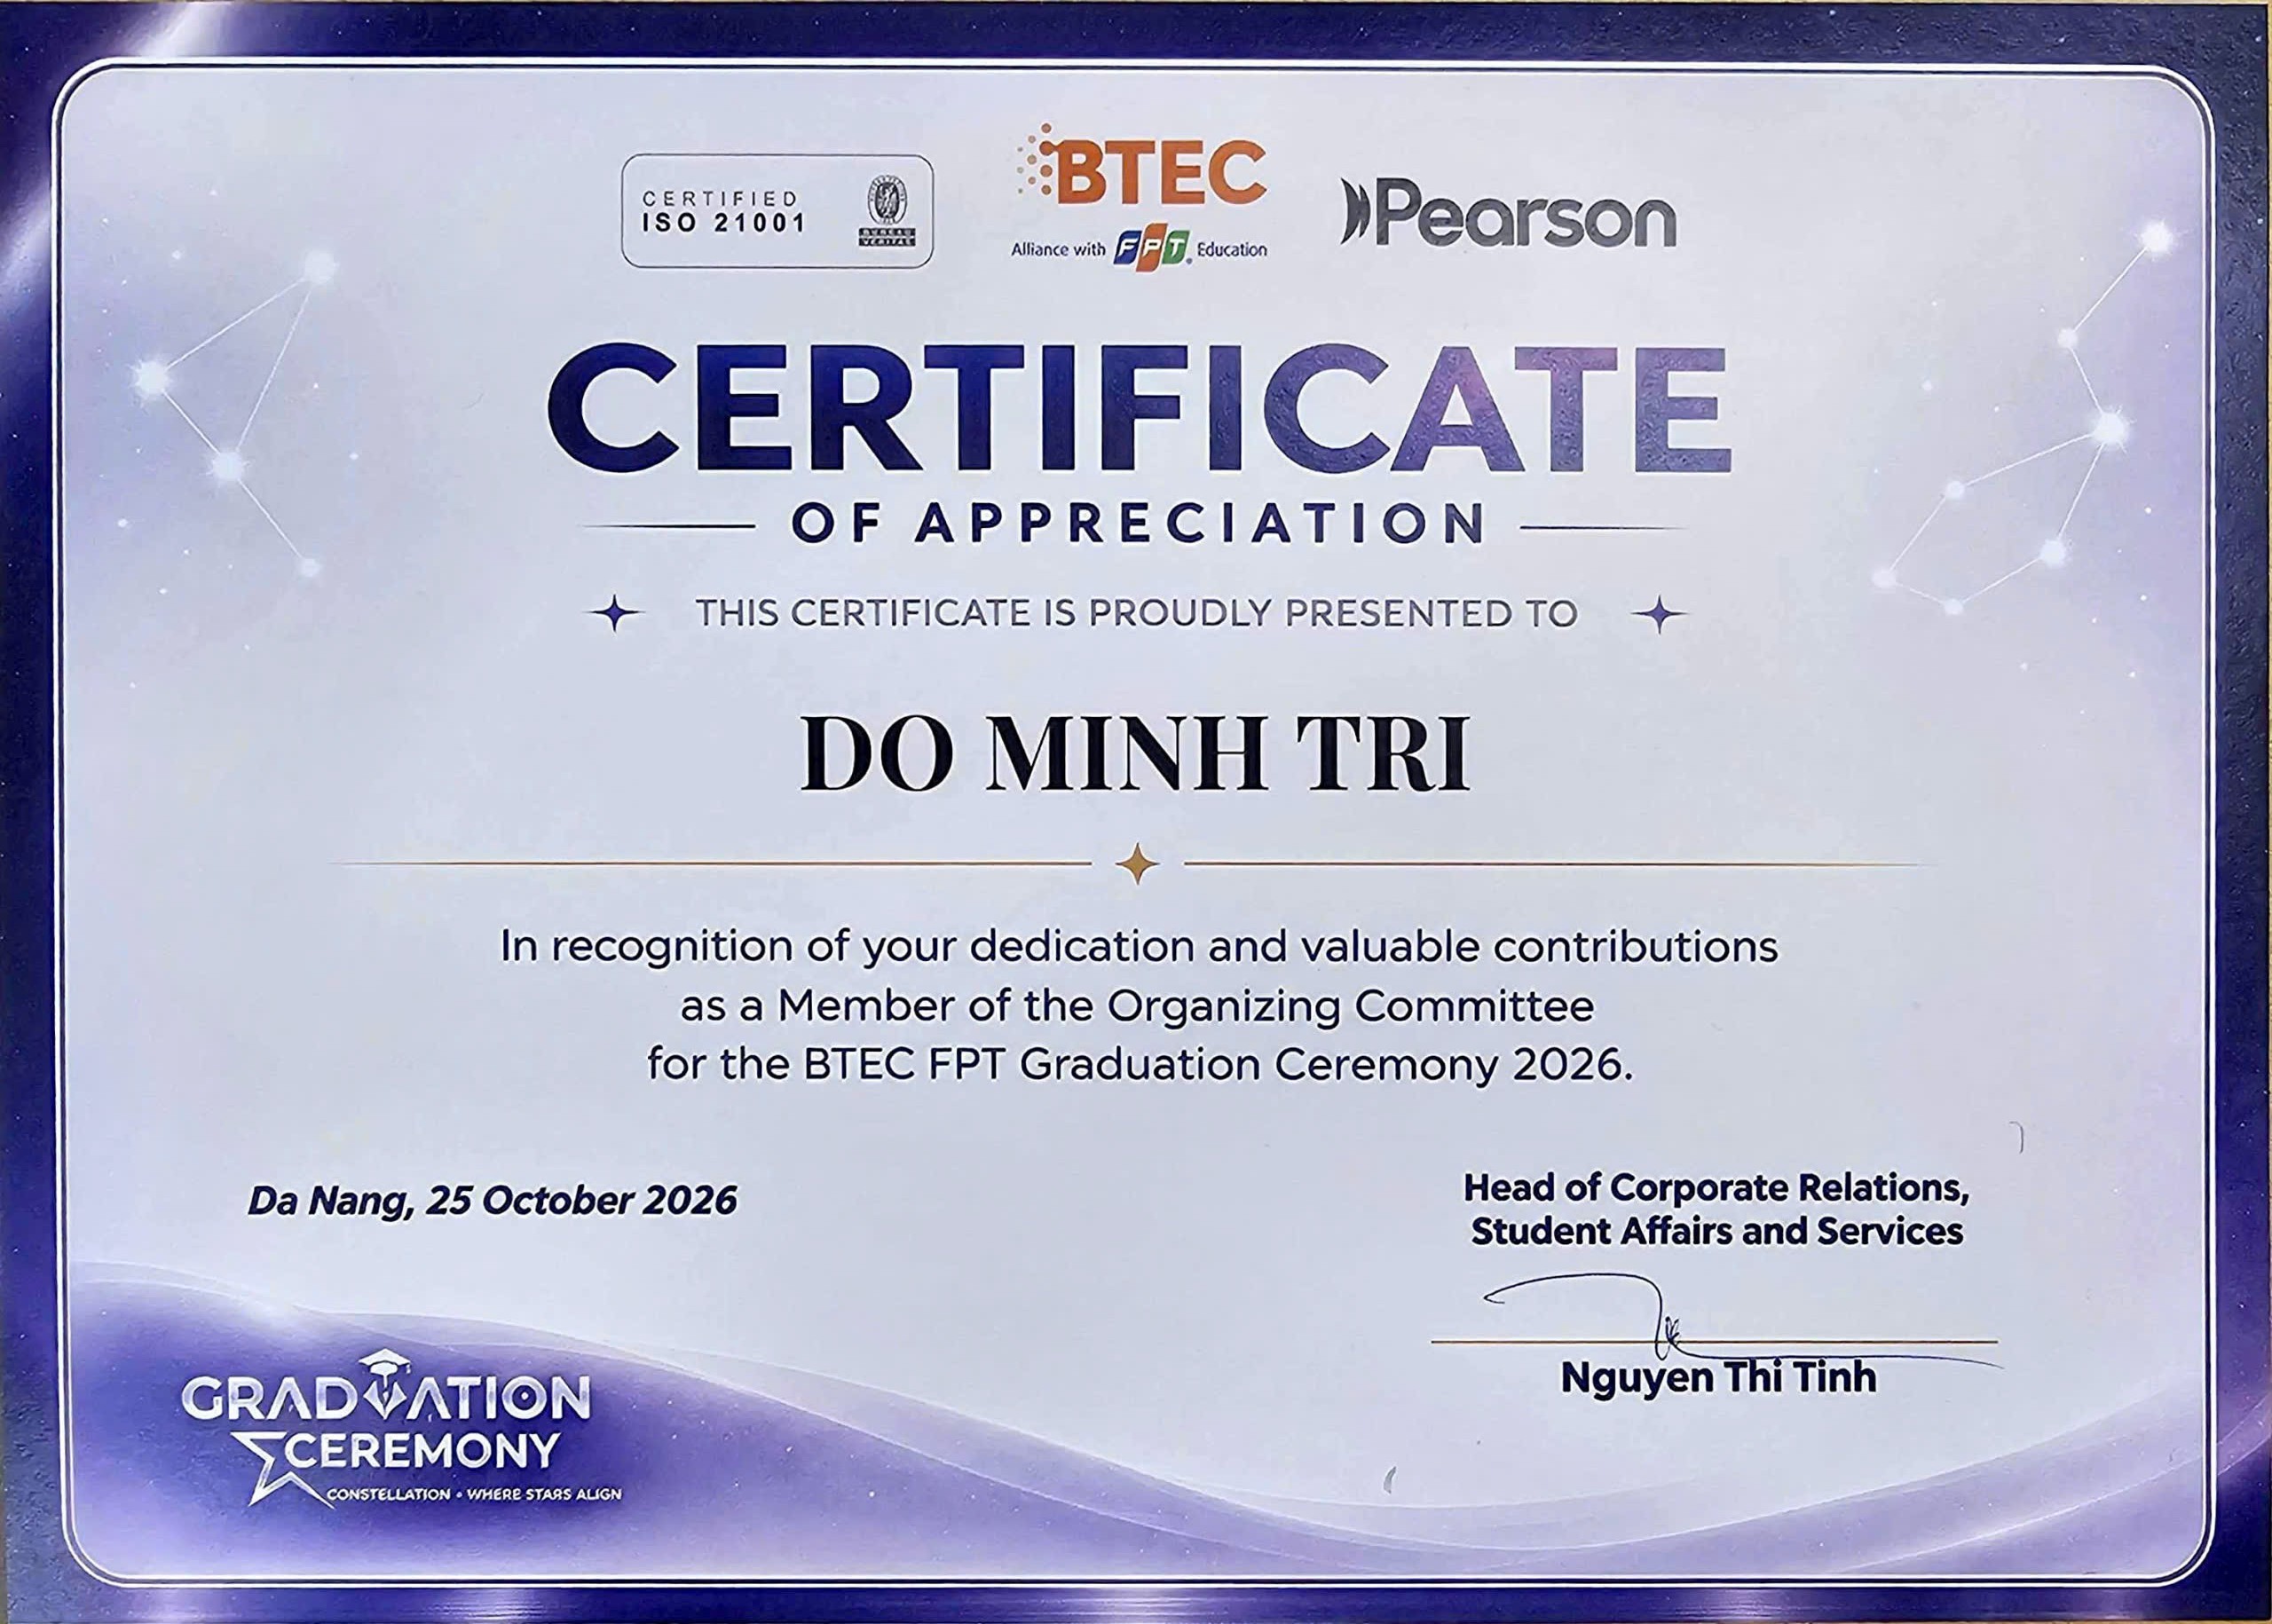 CERTIFIED
ISO 21001
BUREAU
VERITAS
BTEC
Alliance with FPT Education
Pearson
CERTIFICATE
OF APPRECIATION
THIS CERTIFICATE IS PROUDLY PRESENTED TO
DO MINH TRI
In recognition of your dedication and valuable contributions
as a Member of the Organizing Committee
for the BTEC FPT Graduation Ceremony 2026.
Da Nang, 25 October 2026
Head of Corporate Relations,
Student Affairs and Services
Nguyen Thi Tinh
GRADUATION
CEREMONY
CONSTELLATION • WHERE STARS ALIGN